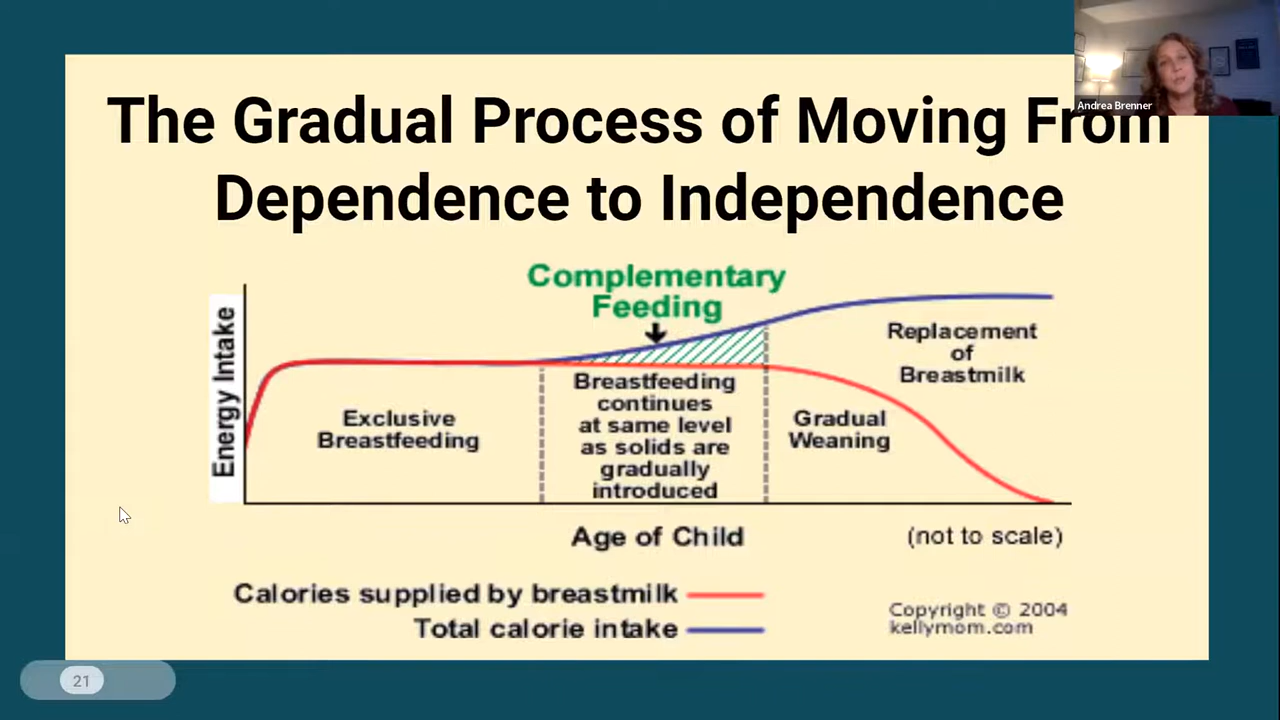 Andrea Brenner
The Gradual Process of Moving From
Dependence to Independence
Complementary
Feeding
Energy Intake
Exclusive
Breastfeeding
Breastfeeding
continues
at same level
as solids are
gradually
introduced
Gradual
Weaning
Replacement
of
Breastmilk
Age of Child
(not to scale)
Calories supplied by breastmilk
Total calorie intake
Copyright © 2004
kellymom.com
21